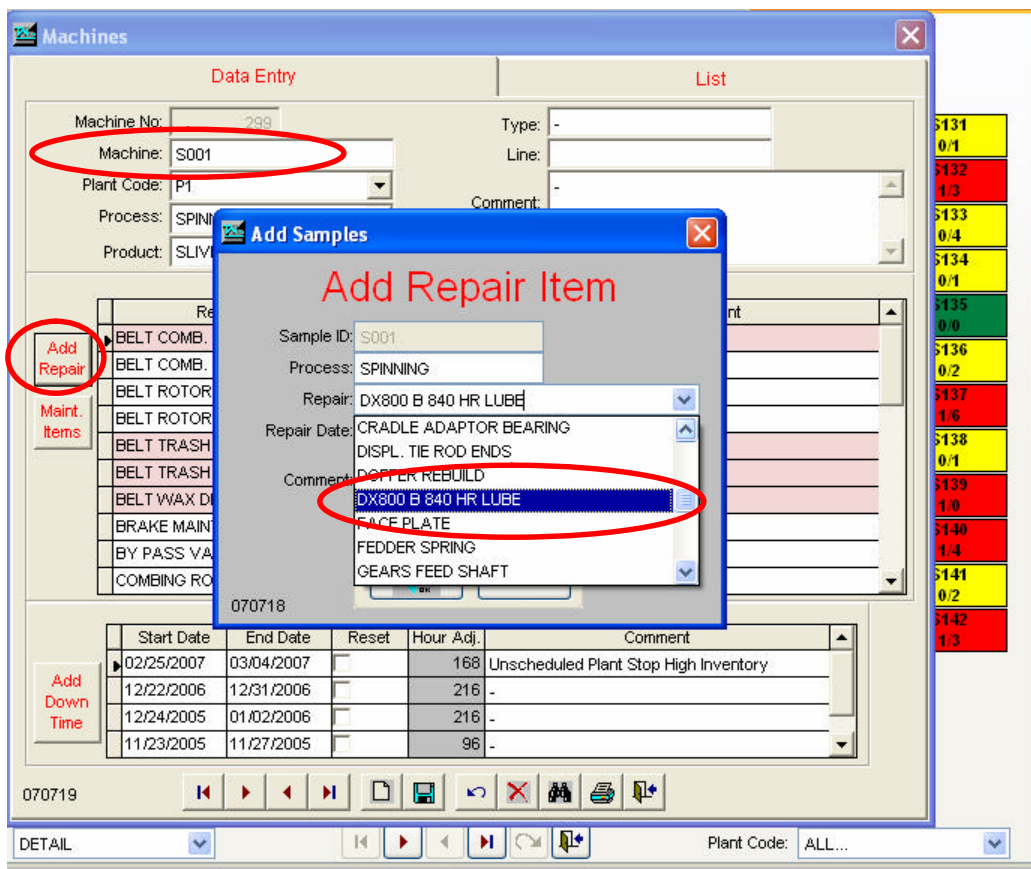 Machines
Data Entry
List
Machine No: 299
Type: -
Machine: S001
Line:
Plant Code: P1
Comment: -
Process: SPINN
Product: SLIV
Add Samples
Add Repair Item
Sample ID: S001
Process: SPINNING
Repair: DX800 B 840 HR LUBE
Repair Date:
Comment:
CRADLE ADAPTOR BEARING
DISPL. TIE ROD ENDS
DOFFER REBUILD
DX800 B 840 HR LUBE
FACE PLATE
FEDDER SPRING
GEARS FEED SHAFT
OK
070718
Add
Repair
Maint.
Items
Re
nt
BELT COMB.
BELT COMB.
BELT ROTOR
BELT ROTOR
BELT TRASH
BELT TRASH
BELT WAX DI
BRAKE MAIN
BY PASS VA
COMBING RO
Add
Down
Time
Start Date End Date Reset Hour Adj. Comment
02/25/2007 03/04/2007 168 Unscheduled Plant Stop High Inventory
12/22/2006 12/31/2006 216 -
12/24/2005 01/02/2006 216 -
11/23/2005 11/27/2005 96 -
070719
DETAIL
Plant Code: ALL...
S131
0/1
S132
1/3
S133
0/4
S134
0/1
S135
0/0
S136
0/2
S137
1/6
S138
0/1
S139
1/0
S140
1/4
S141
0/2
S142
1/3